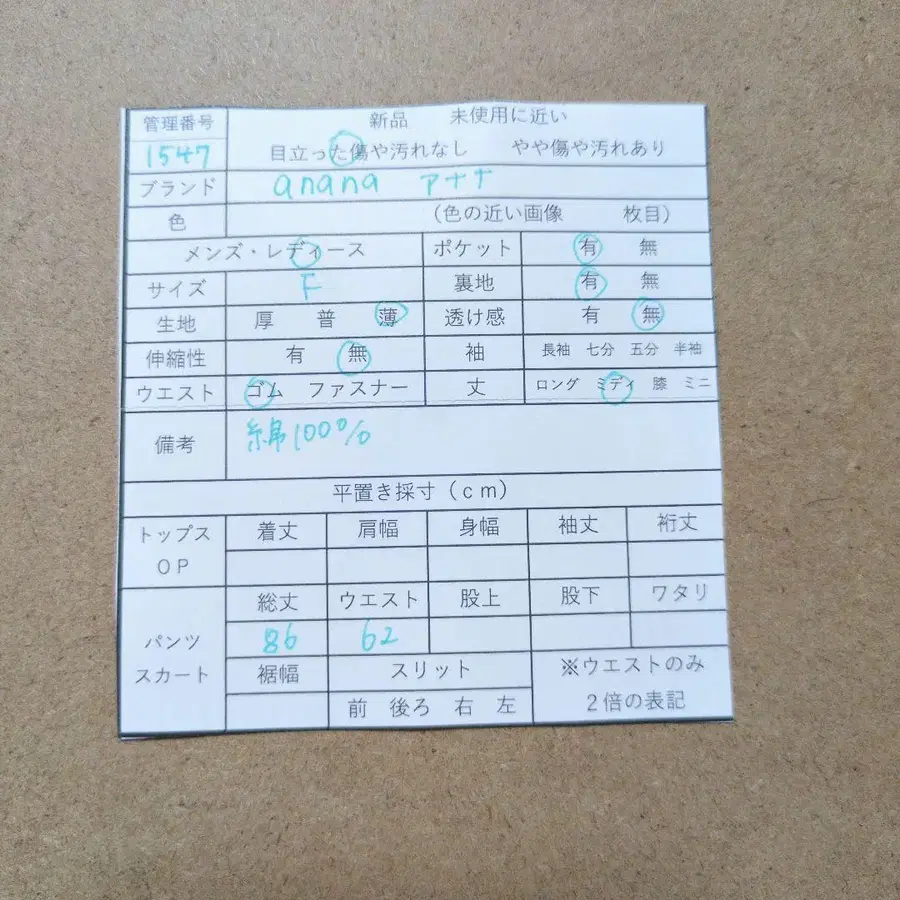 管理番号 新品 未使用に近い
1547 目立った傷や汚れなし やや傷や汚れあり
ブランド anana アナナ
色 (色の近い画像 枚目)
メンズ・レディース ポケット 有 無
サイズ F 裏地 有 無
生地 厚 普 薄 透け感 有 無
伸縮性 有 無 袖 長袖 七分 五分 半袖
ウエスト ゴム ファスナー 丈 ロング ミディ 膝 ミニ
備考 綿100%
平置き採寸(cm)
トップス OP 着丈 肩幅 身幅 袖丈 裄丈
パンツ スカート 総丈 ウエスト 股上 股下 ワタリ
86 62
裾幅 スリット ※ウエストのみ
前 後ろ 右 左 2倍の表記